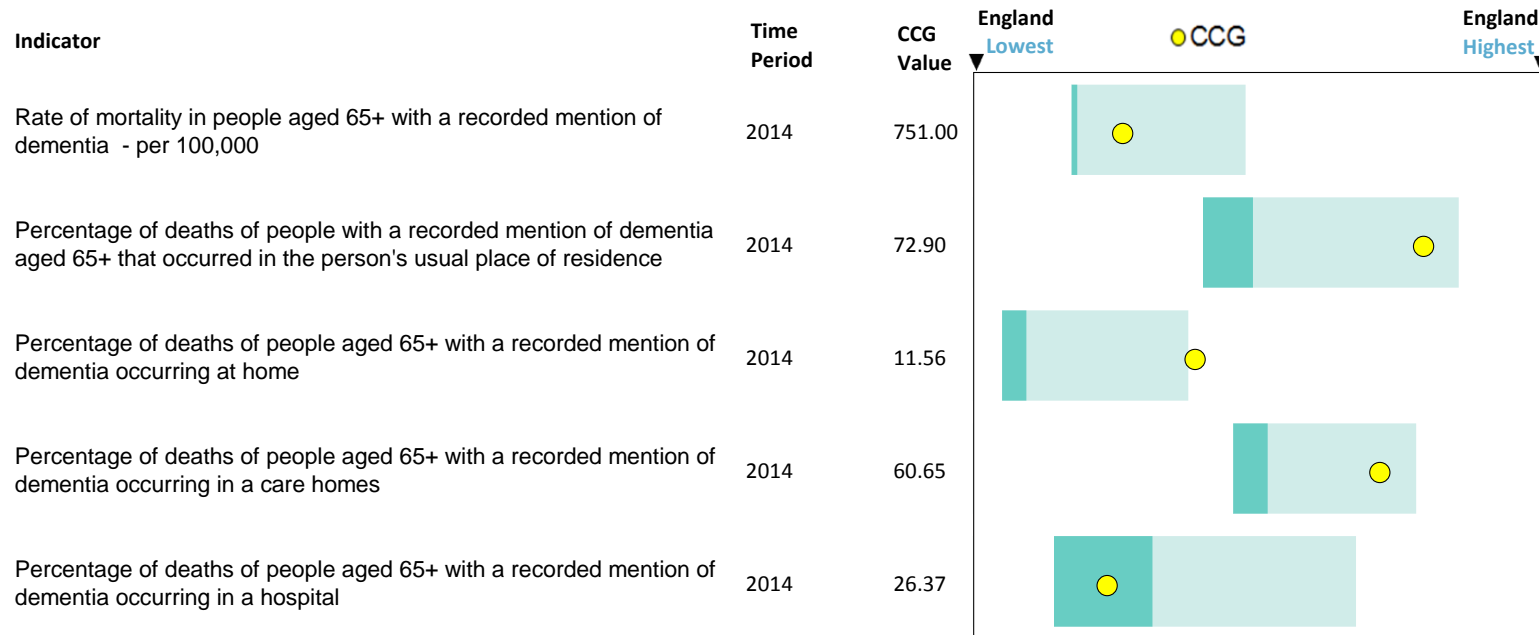 Indicator
Time
Period
CCG
Value
England
Lowest
CCG
England
Highest
Rate of mortality in people aged 65+ with a recorded mention of
dementia - per 100,000
2014
751.00
Percentage of deaths of people with a recorded mention of dementia
aged 65+ that occurred in the person's usual place of residence
2014
72.90
Percentage of deaths of people aged 65+ with a recorded mention of
dementia occurring at home
2014
11.56
Percentage of deaths of people aged 65+ with a recorded mention of
dementia occurring in a care homes
2014
60.65
Percentage of deaths of people aged 65+ with a recorded mention of
dementia occurring in a hospital
2014
26.37